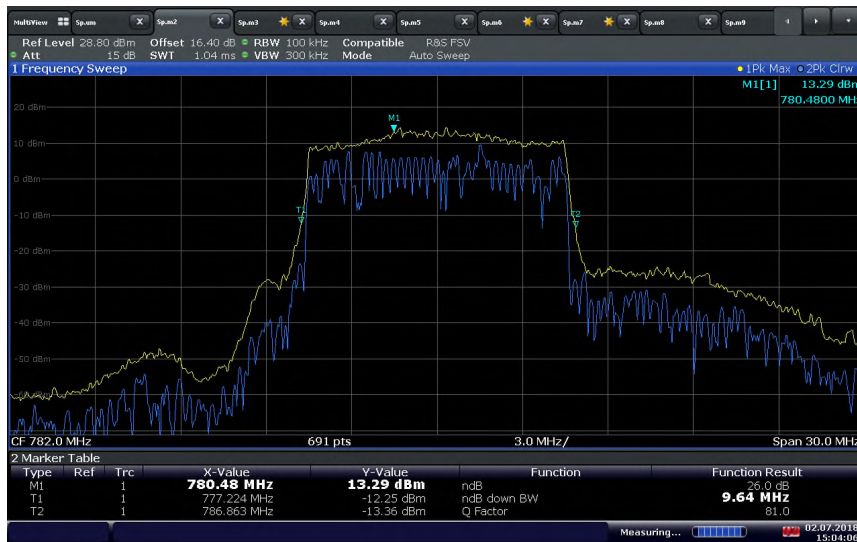 MultiView Sp.um X Sp.m2 X Sp.m3 X Sp.m4 X Sp.m5 X Sp.m6 X Sp.m7 X Sp.m8 X Sp.m9
Ref Level 28.80 dBm Offset 16.40 dB RBW 100 kHz Compatible R&S FSV
Att 15 dB SWT 1.04 ms VBW 300 kHz Mode Auto Sweep
1 Frequency Sweep 1Pk Max 2Pk Clrw
M1[1] 13.29 dBm
780.4800 MHz
20 dBm
M1
10 dBm
0 dBm
T1
T2
-10 dBm
-20 dBm
-30 dBm
-40 dBm
-50 dBm
CF 782.0 MHz 691 pts 3.0 MHz/ Span 30.0 MHz
2 Marker Table
Type Ref Trc X-Value Y-Value Function Function Result
M1 1 780.48 MHz 13.29 dBm ndB 26.0 dB
T1 1 777.224 MHz -12.25 dBm ndB down BW 9.64 MHz
T2 1 786.863 MHz -13.36 dBm Q Factor 81.0
Measuring... 02.07.2018
15:04:06